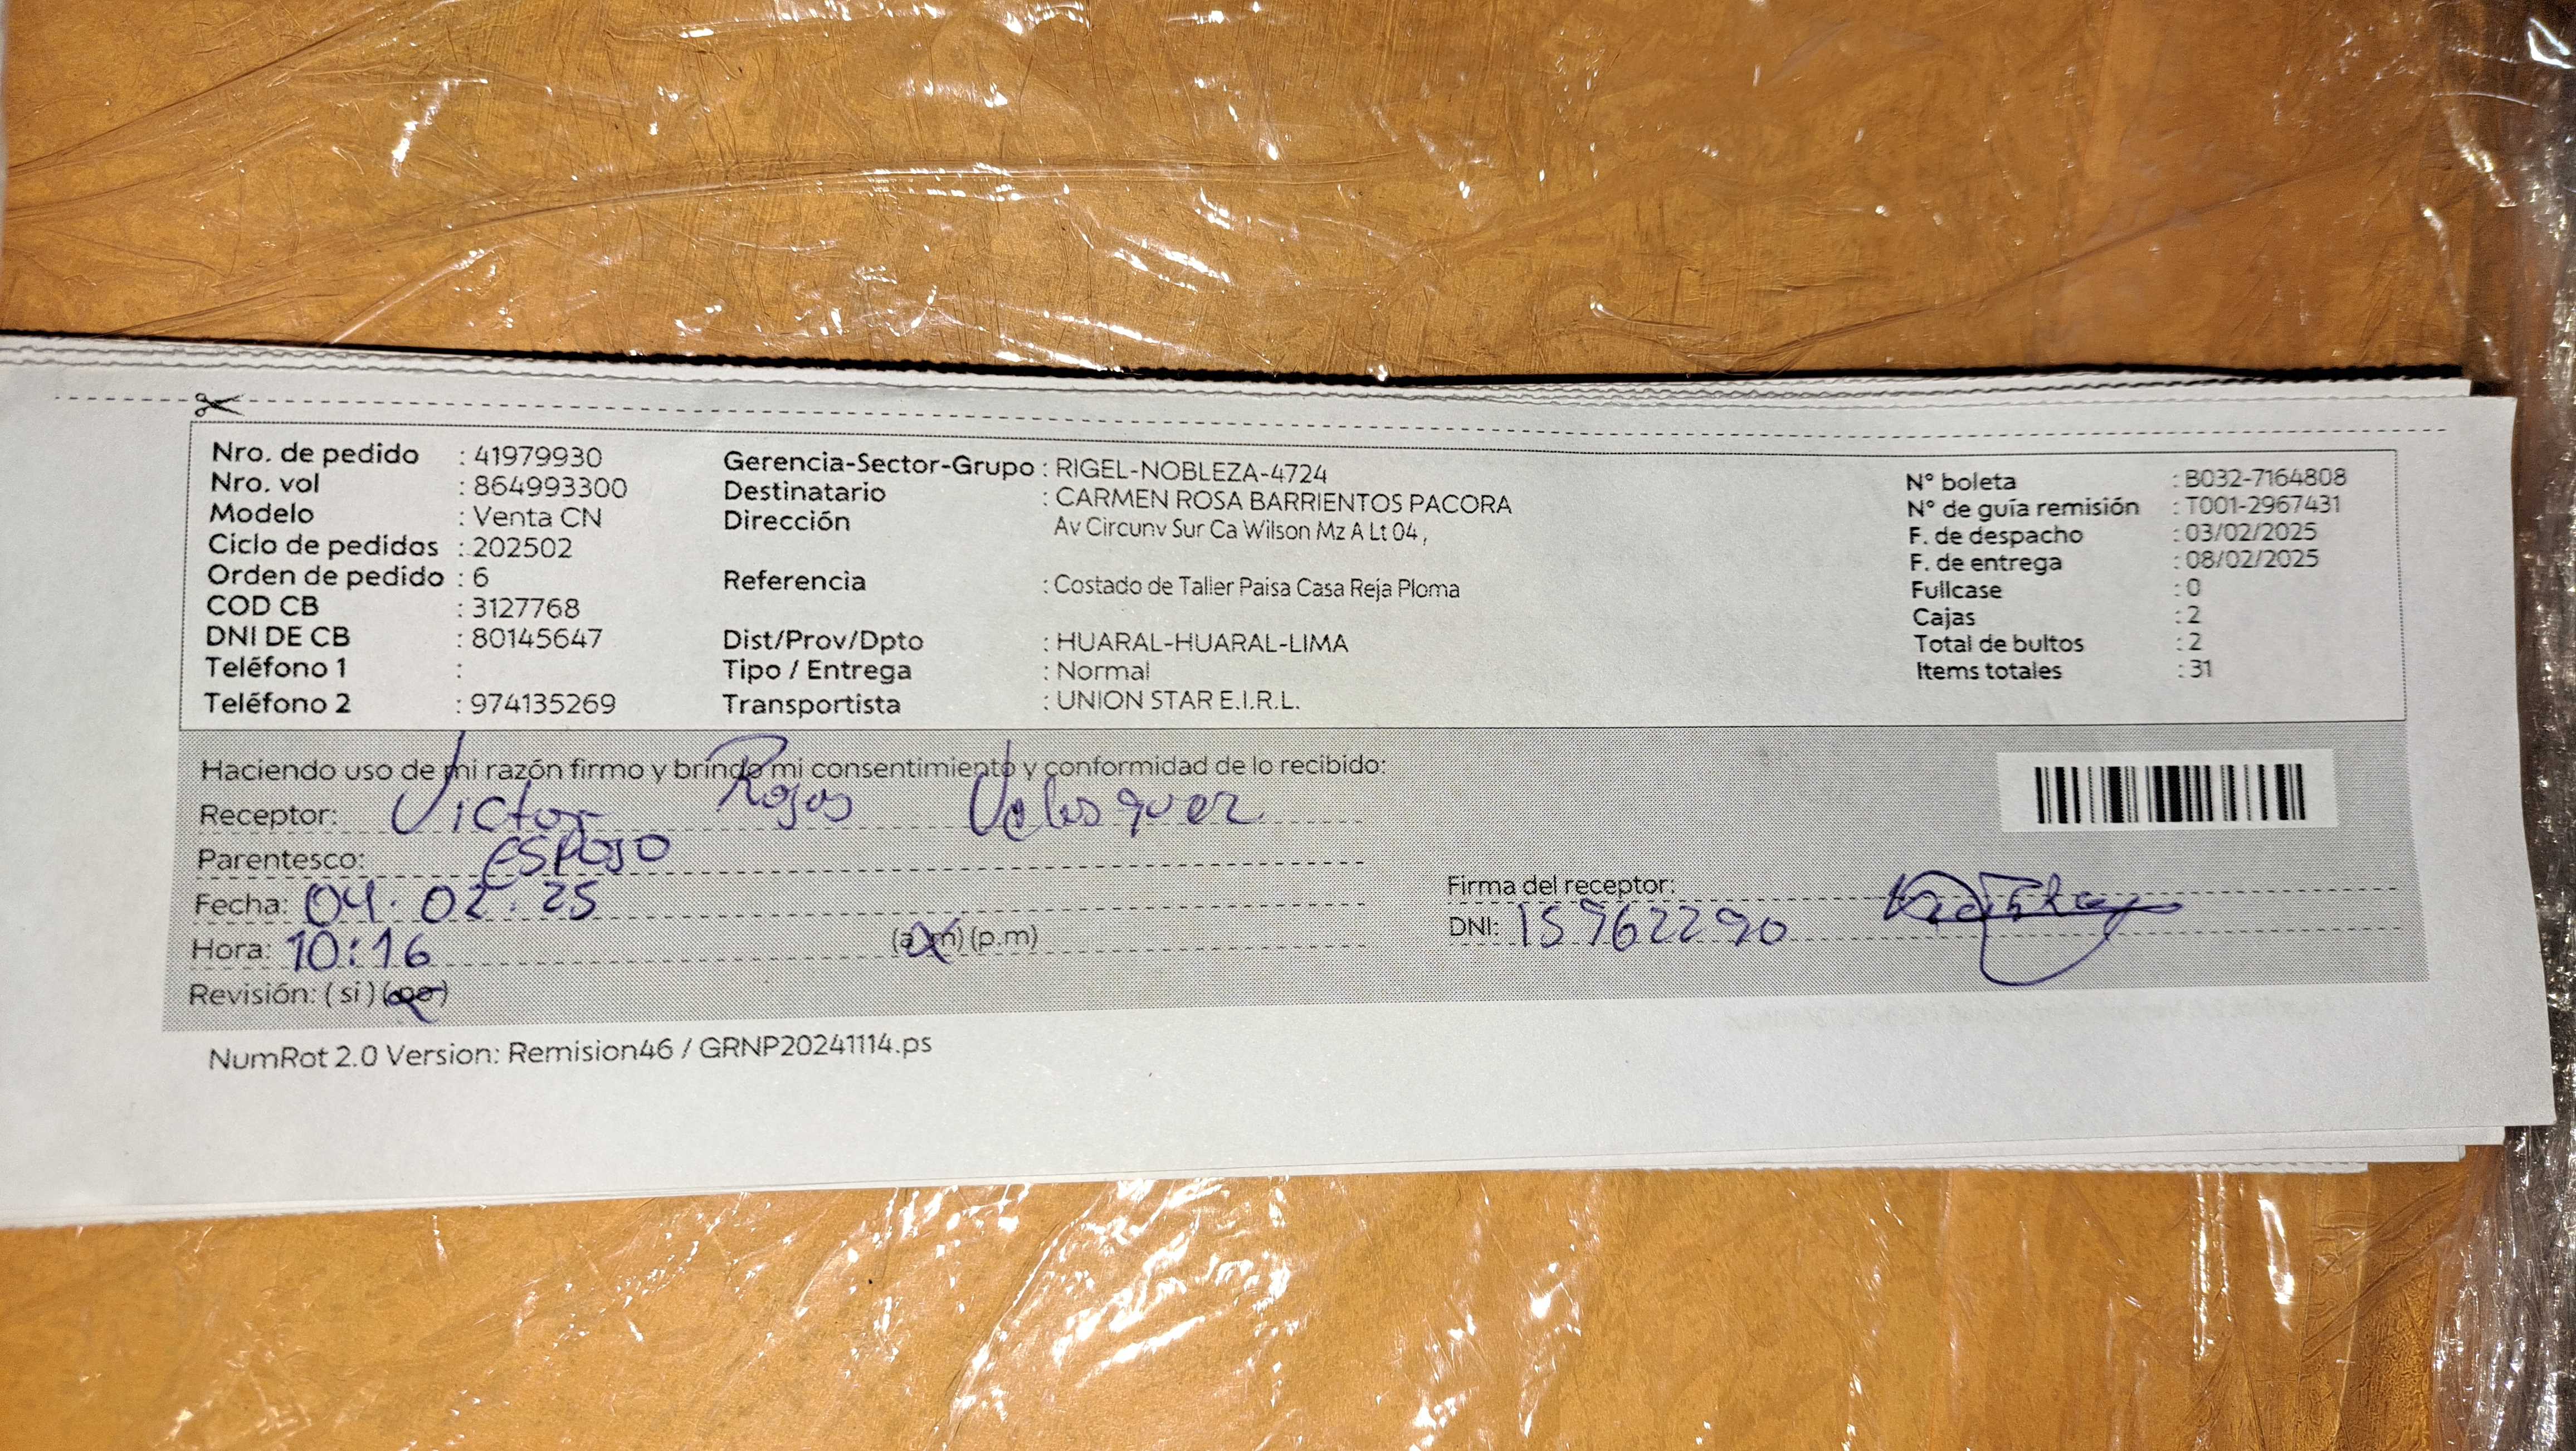 Nro. de pedido : 41979930
Nro. vol : 864993300
Modelo : Venta CN
Ciclo de pedidos : 202502
Orden de pedido : 6
COD CB : 3127768
DNI DE CB : 80145647
Teléfono 1 :
Teléfono 2 : 974135269
Gerencia-Sector-Grupo : RIGEL-NOBLEZA-4724
Destinatario : CARMEN ROSA BARRIENTOS PACORA
Dirección Av Circunv Sur Ca Wilson Mz A Lt 04 ,
Referencia : Costado de Taller Paisa Casa Reja Ploma
Dist/Prov/Dpto : HUARAL-HUARAL-LIMA
Tipo / Entrega : Normal
Transportista : UNION STAR E.I.R.L.
N° boleta : B032-7164808
N° de guía remisión : T001-2967431
F. de despacho : 03/02/2025
F. de entrega : 08/02/2025
Fullcase : 0
Cajas : 2
Total de bultos : 2
Items totales : 31
Haciendo uso de mi razón firmo y brindo mi consentimiento y conformidad de lo recibido:
Receptor: Victor Rojas Velasquez
Parentesco: ESPOSO
Fecha: 04.02.25
Hora: 10:16 (a.m) (p.m)
Revisión: ( si ) ( no )
Firma del receptor:
DNI: 15962290
NumRot 2.0 Version: Remision46 / GRNP20241114.ps